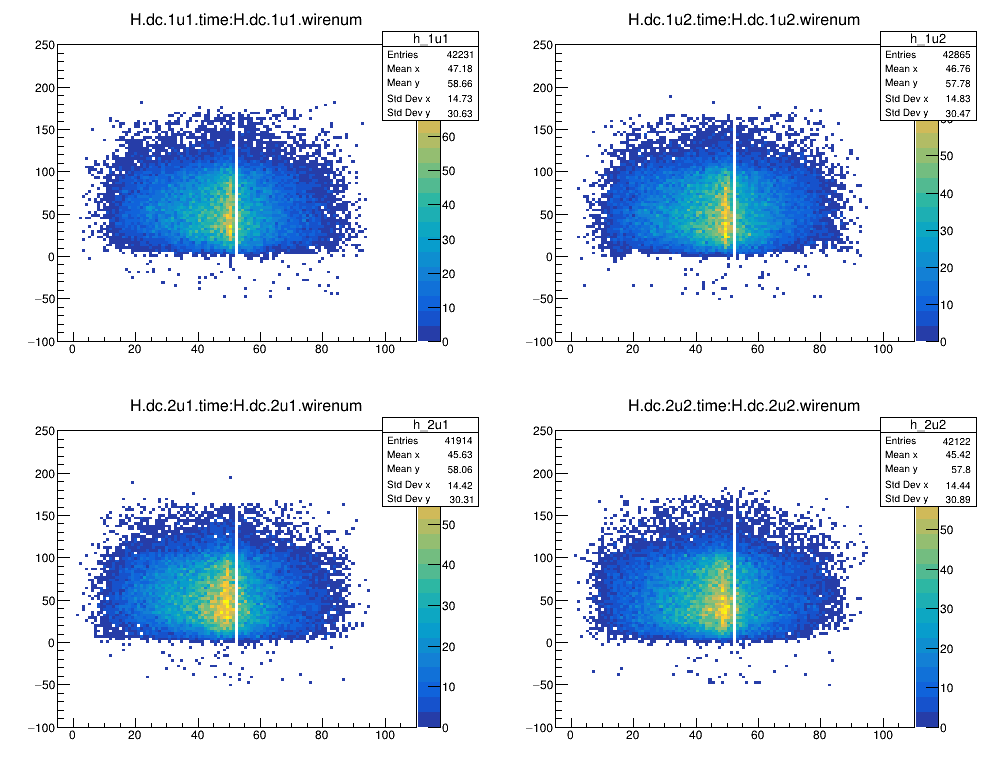 H.dc.1u1.time:H.dc.1u1.wirenum
h_1u1
Entries 42231
Mean x 47.18
Mean y 58.66
Std Dev x 14.73
Std Dev y 30.63
250
200
150
100
50
0
−50
−100
0 20 40 60 80 100
60
50
40
30
20
10
0
H.dc.1u2.time:H.dc.1u2.wirenum
h_1u2
Entries 42865
Mean x 46.76
Mean y 57.78
Std Dev x 14.83
Std Dev y 30.47
250
200
150
100
50
0
−50
−100
0 20 40 60 80 100
50
40
30
20
10
0
H.dc.2u1.time:H.dc.2u1.wirenum
h_2u1
Entries 41914
Mean x 45.63
Mean y 58.06
Std Dev x 14.42
Std Dev y 30.31
250
200
150
100
50
0
−50
−100
0 20 40 60 80 100
50
40
30
20
10
0
H.dc.2u2.time:H.dc.2u2.wirenum
h_2u2
Entries 42122
Mean x 45.42
Mean y 57.8
Std Dev x 14.44
Std Dev y 30.89
250
200
150
100
50
0
−50
−100
0 20 40 60 80 100
50
40
30
20
10
0